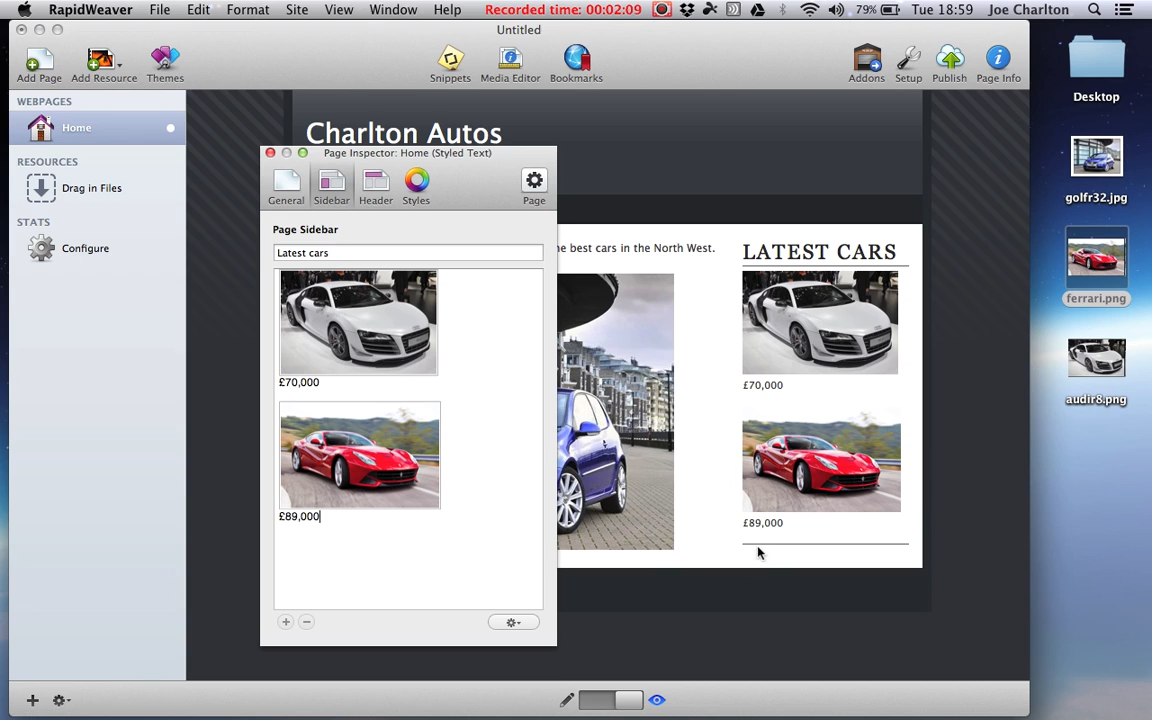 RapidWeaver File Edit Format Site View Window Help Recorded time: 00:02:09 79% Tue 18:59 Joe Charlton
Untitled
Add Page Add Resource Themes Snippets Media Editor Bookmarks Addons Setup Publish Page Info
WEBPAGES
Home
RESOURCES
Drag in Files
STATS
Configure
Charlton Autos
Page Inspector: Home (Styled Text)
General Sidebar Header Styles Page
Page Sidebar
Latest cars
£70,000
£89,000
he best cars in the North West.
LATEST CARS
£70,000
£89,000
Desktop
golfr32.jpg
ferrari.png
audir8.png